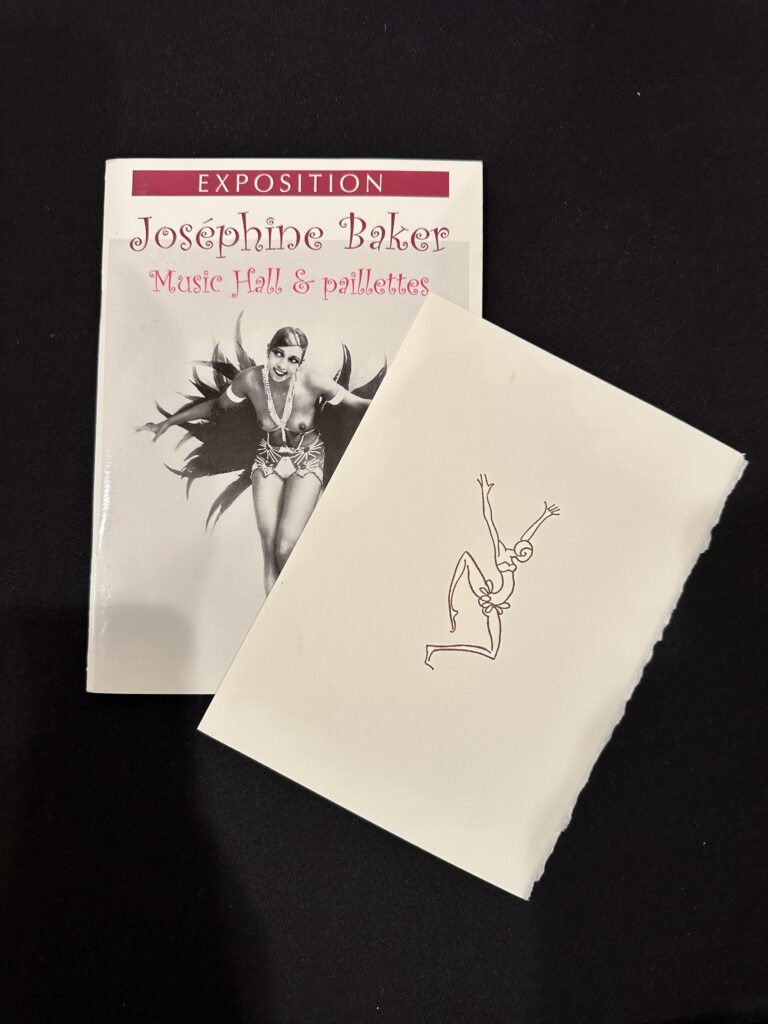 EXPOSITION
Joséphine Baker
Music Hall & paillettes